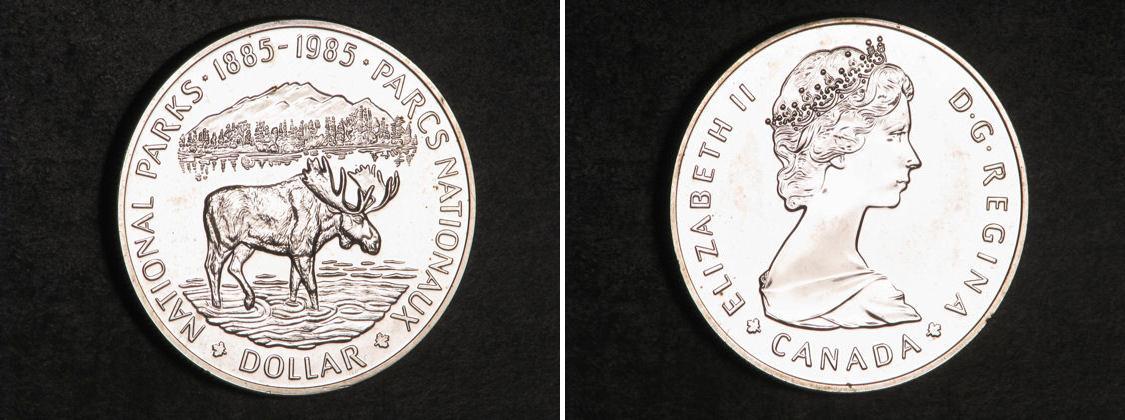 NATIONAL PARKS · 1885-1985 · PARCS NATIONAUX
DOLLAR
ELIZABETH II D·G·REGINA
CANADA